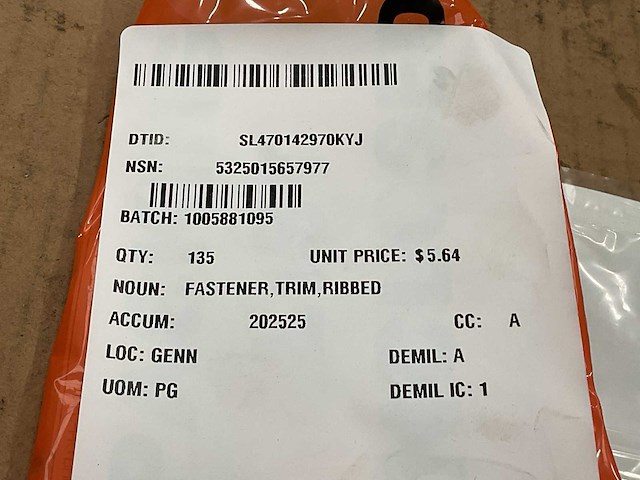 DTID: SL470142970KYJ
NSN: 5325015657977
BATCH: 1005881095
QTY: 135 UNIT PRICE: $5.64
NOUN: FASTENER,TRIM,RIBBED
ACCUM: 202525 CC: A
LOC: GENN DEMIL: A
UOM: PG DEMIL IC: 1